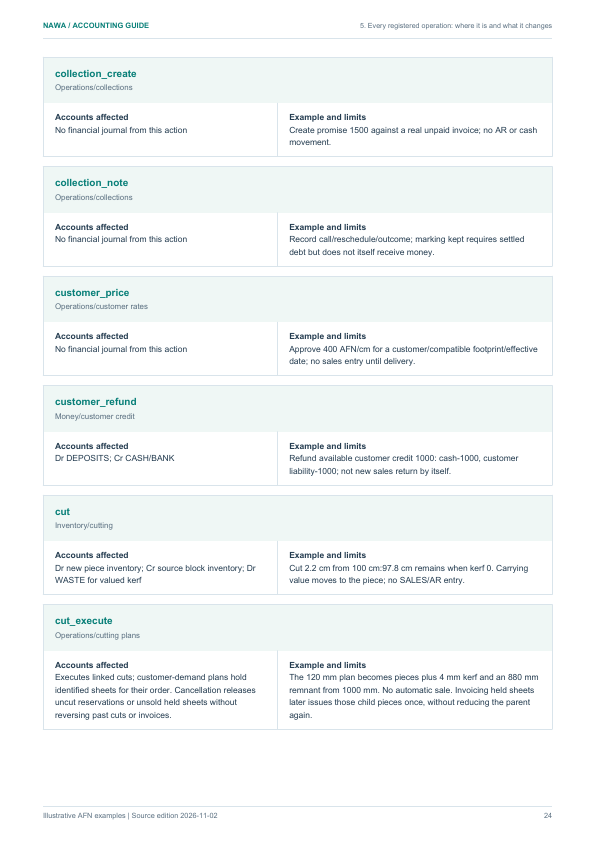 NAWA / ACCOUNTING GUIDE
5. Every registered operation: where it is and what it changes
collection_create
Operations/collections
Accounts affected
No financial journal from this action
Example and limits
Create promise 1500 against a real unpaid invoice; no AR or cash
movement.
collection_note
Operations/collections
Accounts affected
No financial journal from this action
Example and limits
Record call/reschedule/outcome; marking kept requires settled
debt but does not itself receive money.
customer_price
Operations/customer rates
Accounts affected
No financial journal from this action
Example and limits
Approve 400 AFN/cm for a customer/compatible footprint/effective
date; no sales entry until delivery.
customer_refund
Money/customer credit
Accounts affected
Dr DEPOSITS; Cr CASH/BANK
Example and limits
Refund available customer credit 1000: cash-1000, customer
liability-1000; not new sales return by itself.
cut
Inventory/cutting
Accounts affected
Dr new piece inventory; Cr source block inventory; Dr
WASTE for valued kerf
Example and limits
Cut 2.2 cm from 100 cm:97.8 cm remains when kerf 0. Carrying
value moves to the piece; no SALES/AR entry.
cut_execute
Operations/cutting plans
Accounts affected
Executes linked cuts; customer-demand plans hold
identified sheets for their order. Cancellation releases
uncut reservations or unsold held sheets without
reversing past cuts or invoices.
Example and limits
The 120 mm plan becomes pieces plus 4 mm kerf and an 880 mm
remnant from 1000 mm. No automatic sale. Invoicing held sheets
later issues those child pieces once, without reducing the parent
again.
Illustrative AFN examples | Source edition 2026-11-02
24